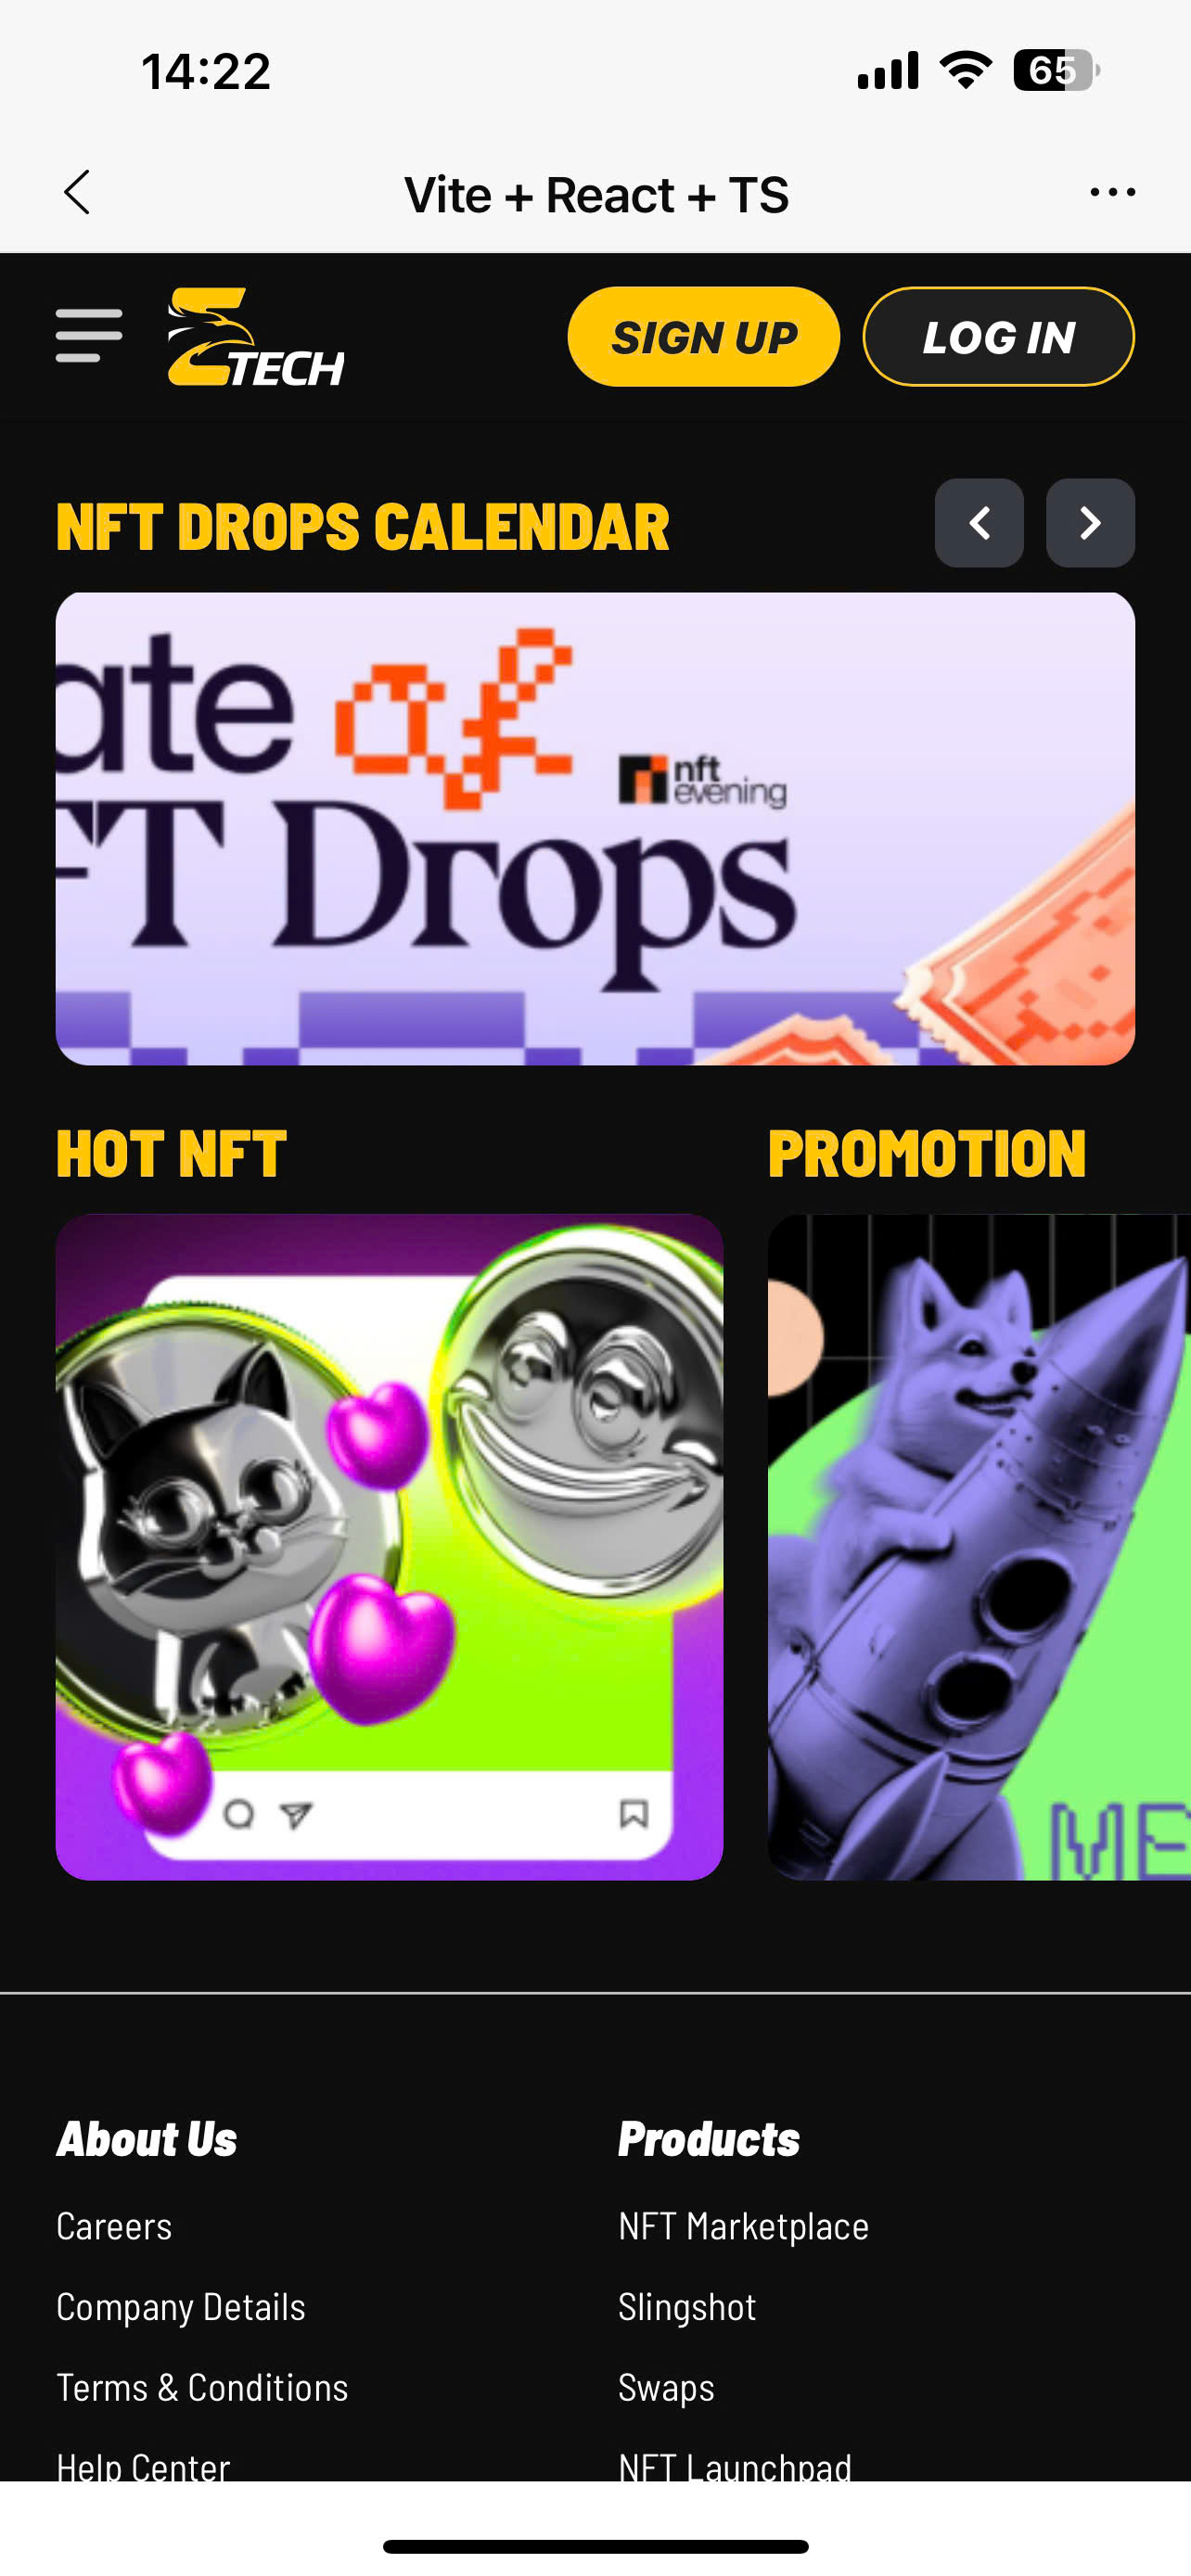 14:22
65
Vite + React + TS
TECH
SIGN UP
LOG IN
NFT DROPS CALENDAR
ate of
nft
evening
FT Drops
HOT NFT
PROMOTION
ME
About Us
Products
Careers
NFT Marketplace
Company Details
Slingshot
Terms & Conditions
Swaps
Help Center
NFT Launchpad